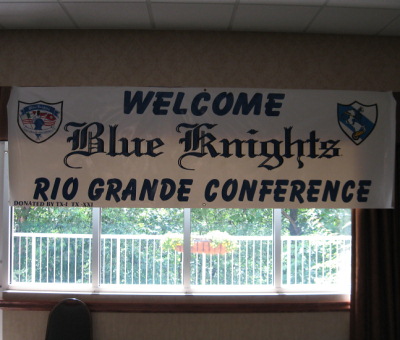 WELCOME
Blue Knights
RIO GRANDE CONFERENCE